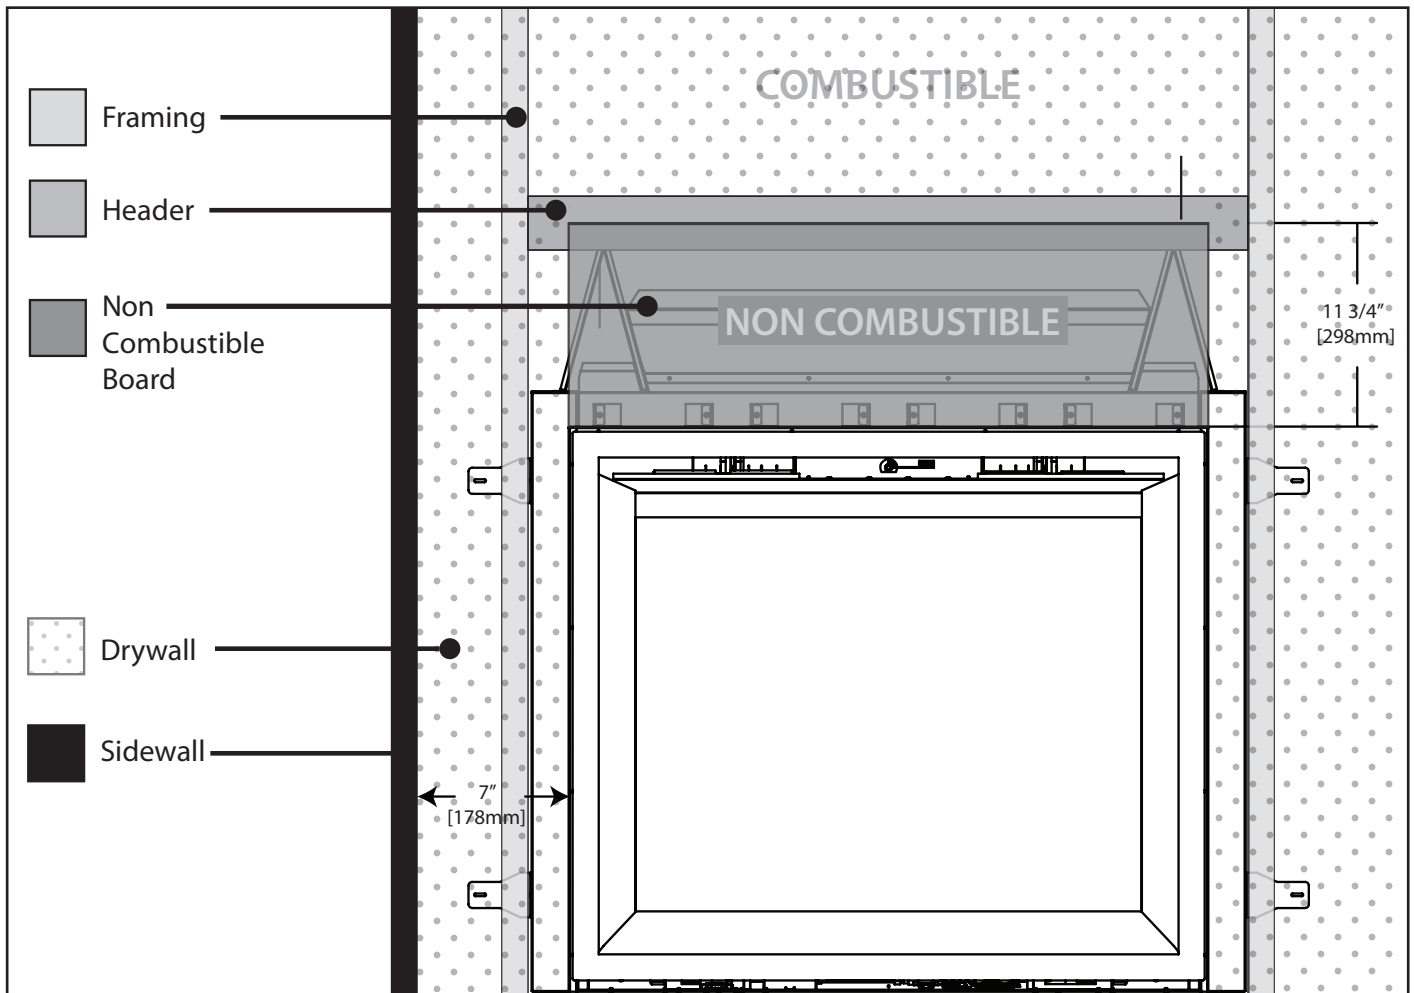 COMBUSTIBLE
Framing
Header
Non
Combustible
Board
NON COMBUSTIBLE
11 3/4”
[298mm]
Drywall
Sidewall
7”
[178mm]